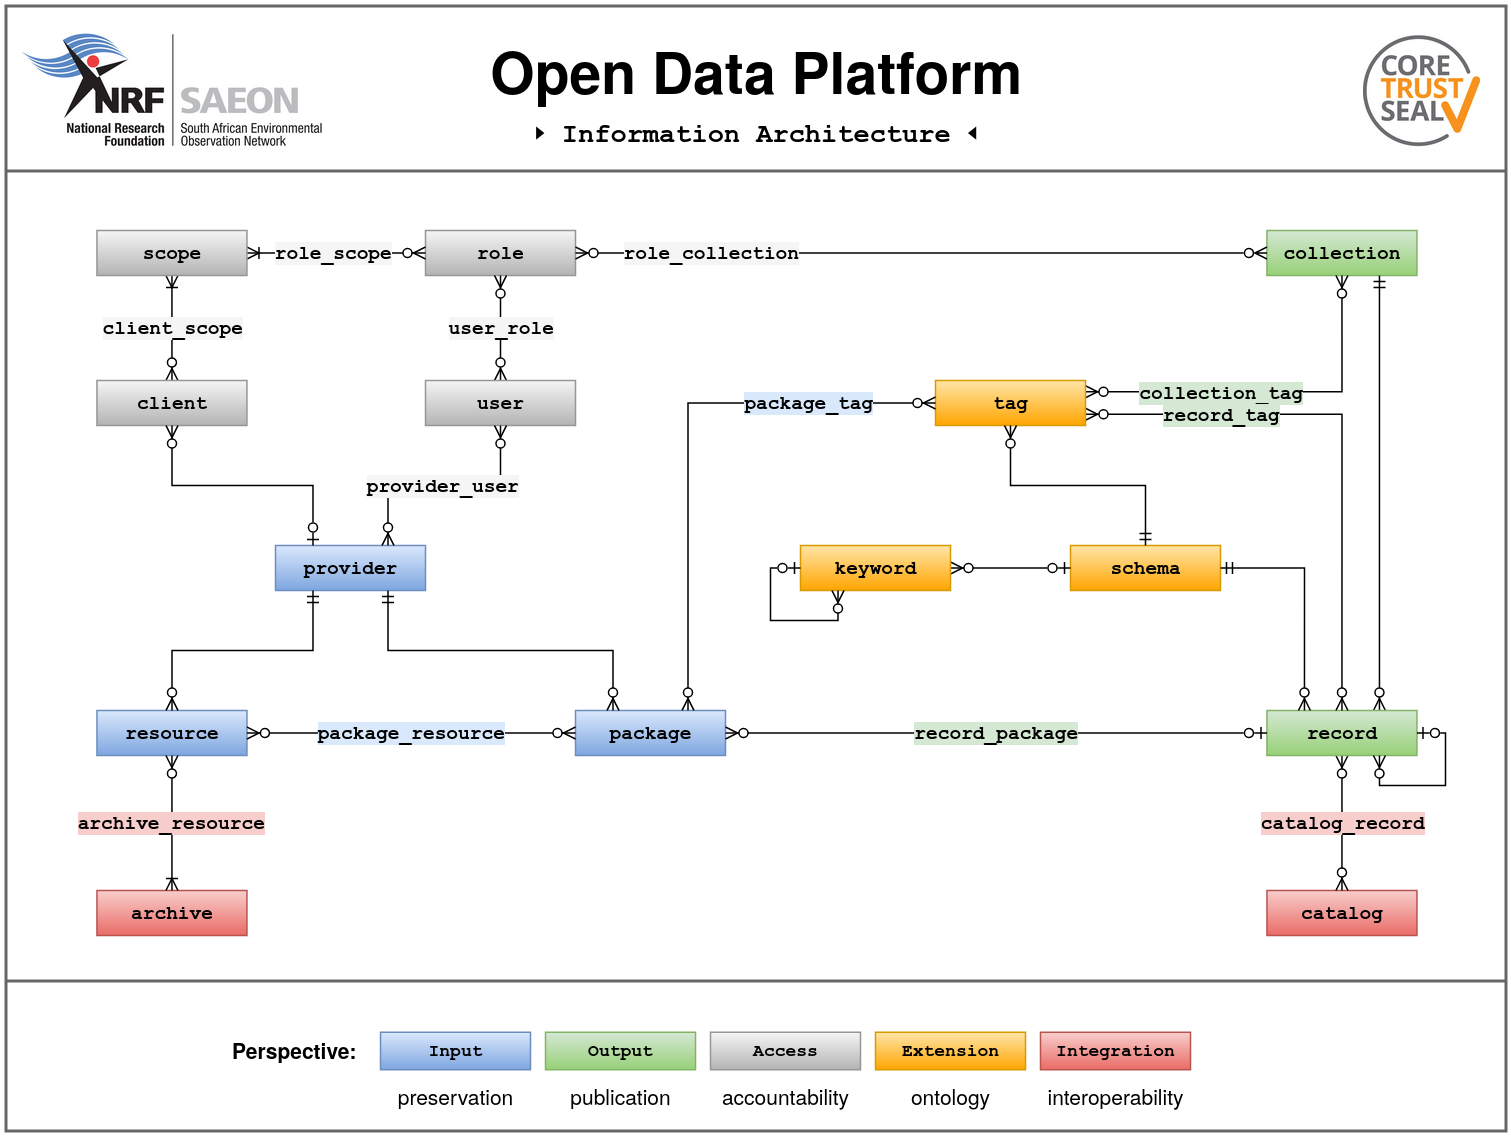 NRF
National Research
Foundation
SAEON
South African Environmental
Observation Network
Open Data Platform
Information Architecture
CORE
TRUST
SEAL
scope
role_scope
role
role_collection
collection
client_scope
user_role
client
user
package_tag
tag
collection_tag
record_tag
provider_user
provider
keyword
schema
resource
package_resource
package
record_package
record
archive_resource
catalog_record
archive
catalog
Perspective:
Input
Output
Access
Extension
Integration
preservation
publication
accountability
ontology
interoperability